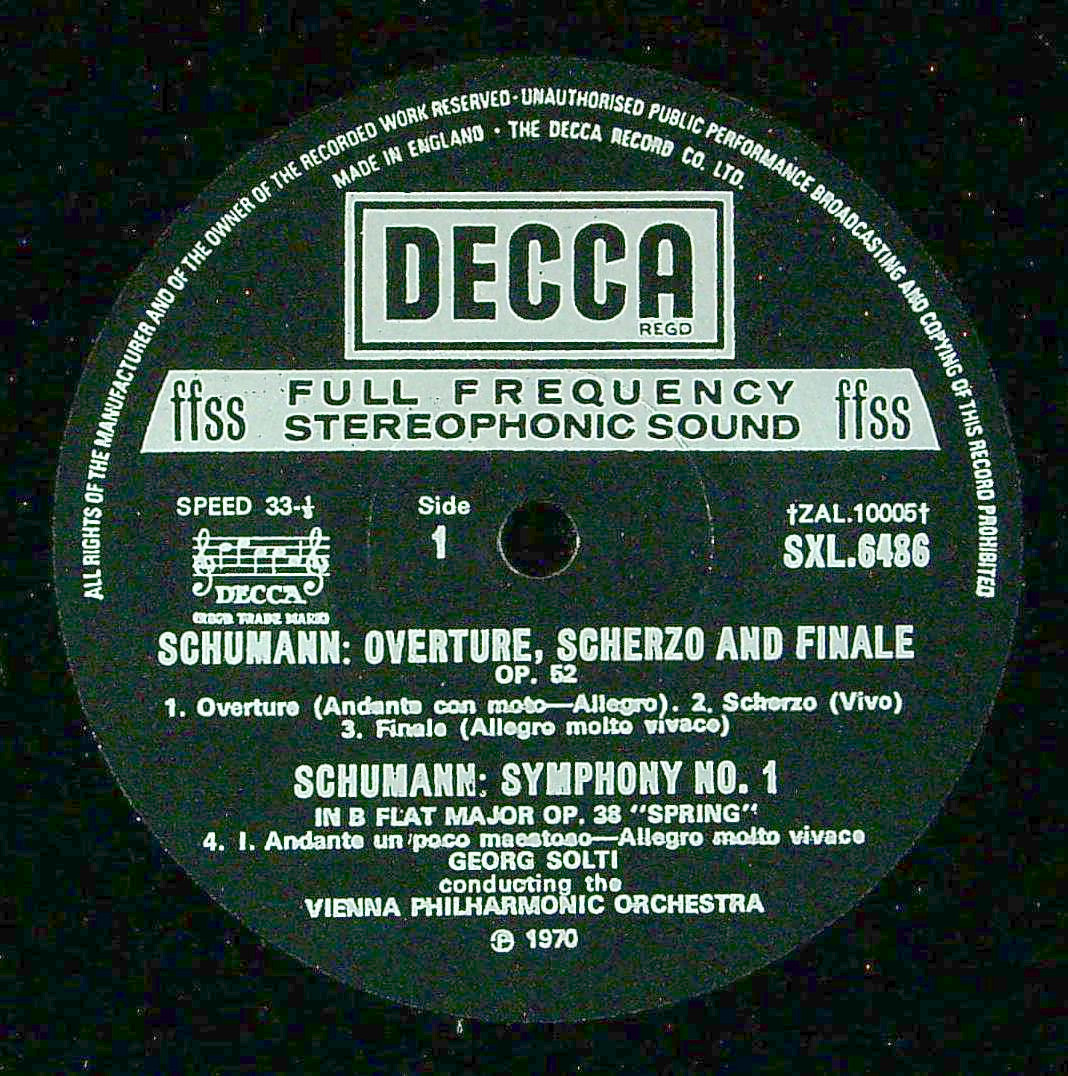 ALL RIGHTS OF THE MANUFACTURER AND OF THE OWNER OF THE RECORDED WORK RESERVED · UNAUTHORISED PUBLIC PERFORMANCE BROADCASTING AND COPYING OF THIS RECORD PROHIBITED
MADE IN ENGLAND · THE DECCA RECORD CO. LTD.
DECCA
REGD
ffss FULL FREQUENCY STEREOPHONIC SOUND ffss
SPEED 33-⅓
Side
1
†ZAL.10005†
SXL.6486
DECCA
(REGD. TRADE MARK)
SCHUMANN: OVERTURE, SCHERZO AND FINALE
OP. 52
1. Overture (Andante con moto—Allegro). 2. Scherzo (Vivo)
3. Finale (Allegro molto vivace)
SCHUMANN: SYMPHONY NO. 1
IN B FLAT MAJOR OP. 38 "SPRING"
4. I. Andante un poco maestoso—Allegro molto vivace
GEORG SOLTI
conducting the
VIENNA PHILHARMONIC ORCHESTRA
℗ 1970